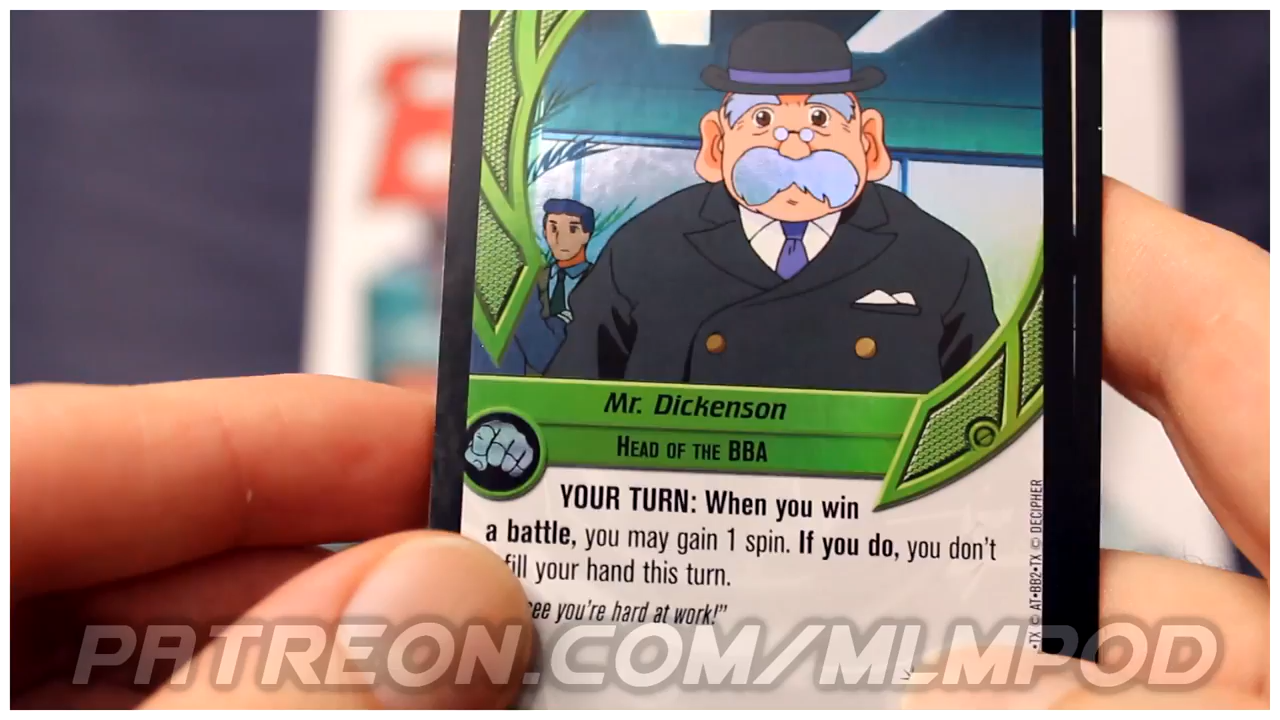 Mr. Dickenson
HEAD OF THE BBA
YOUR TURN: When you win
a battle, you may gain 1 spin. If you do, you don't
fill your hand this turn.
you're hard at work!”
•TX © AT•BB2•TX © DECIPHER
PATREON.COM/MLMPOD